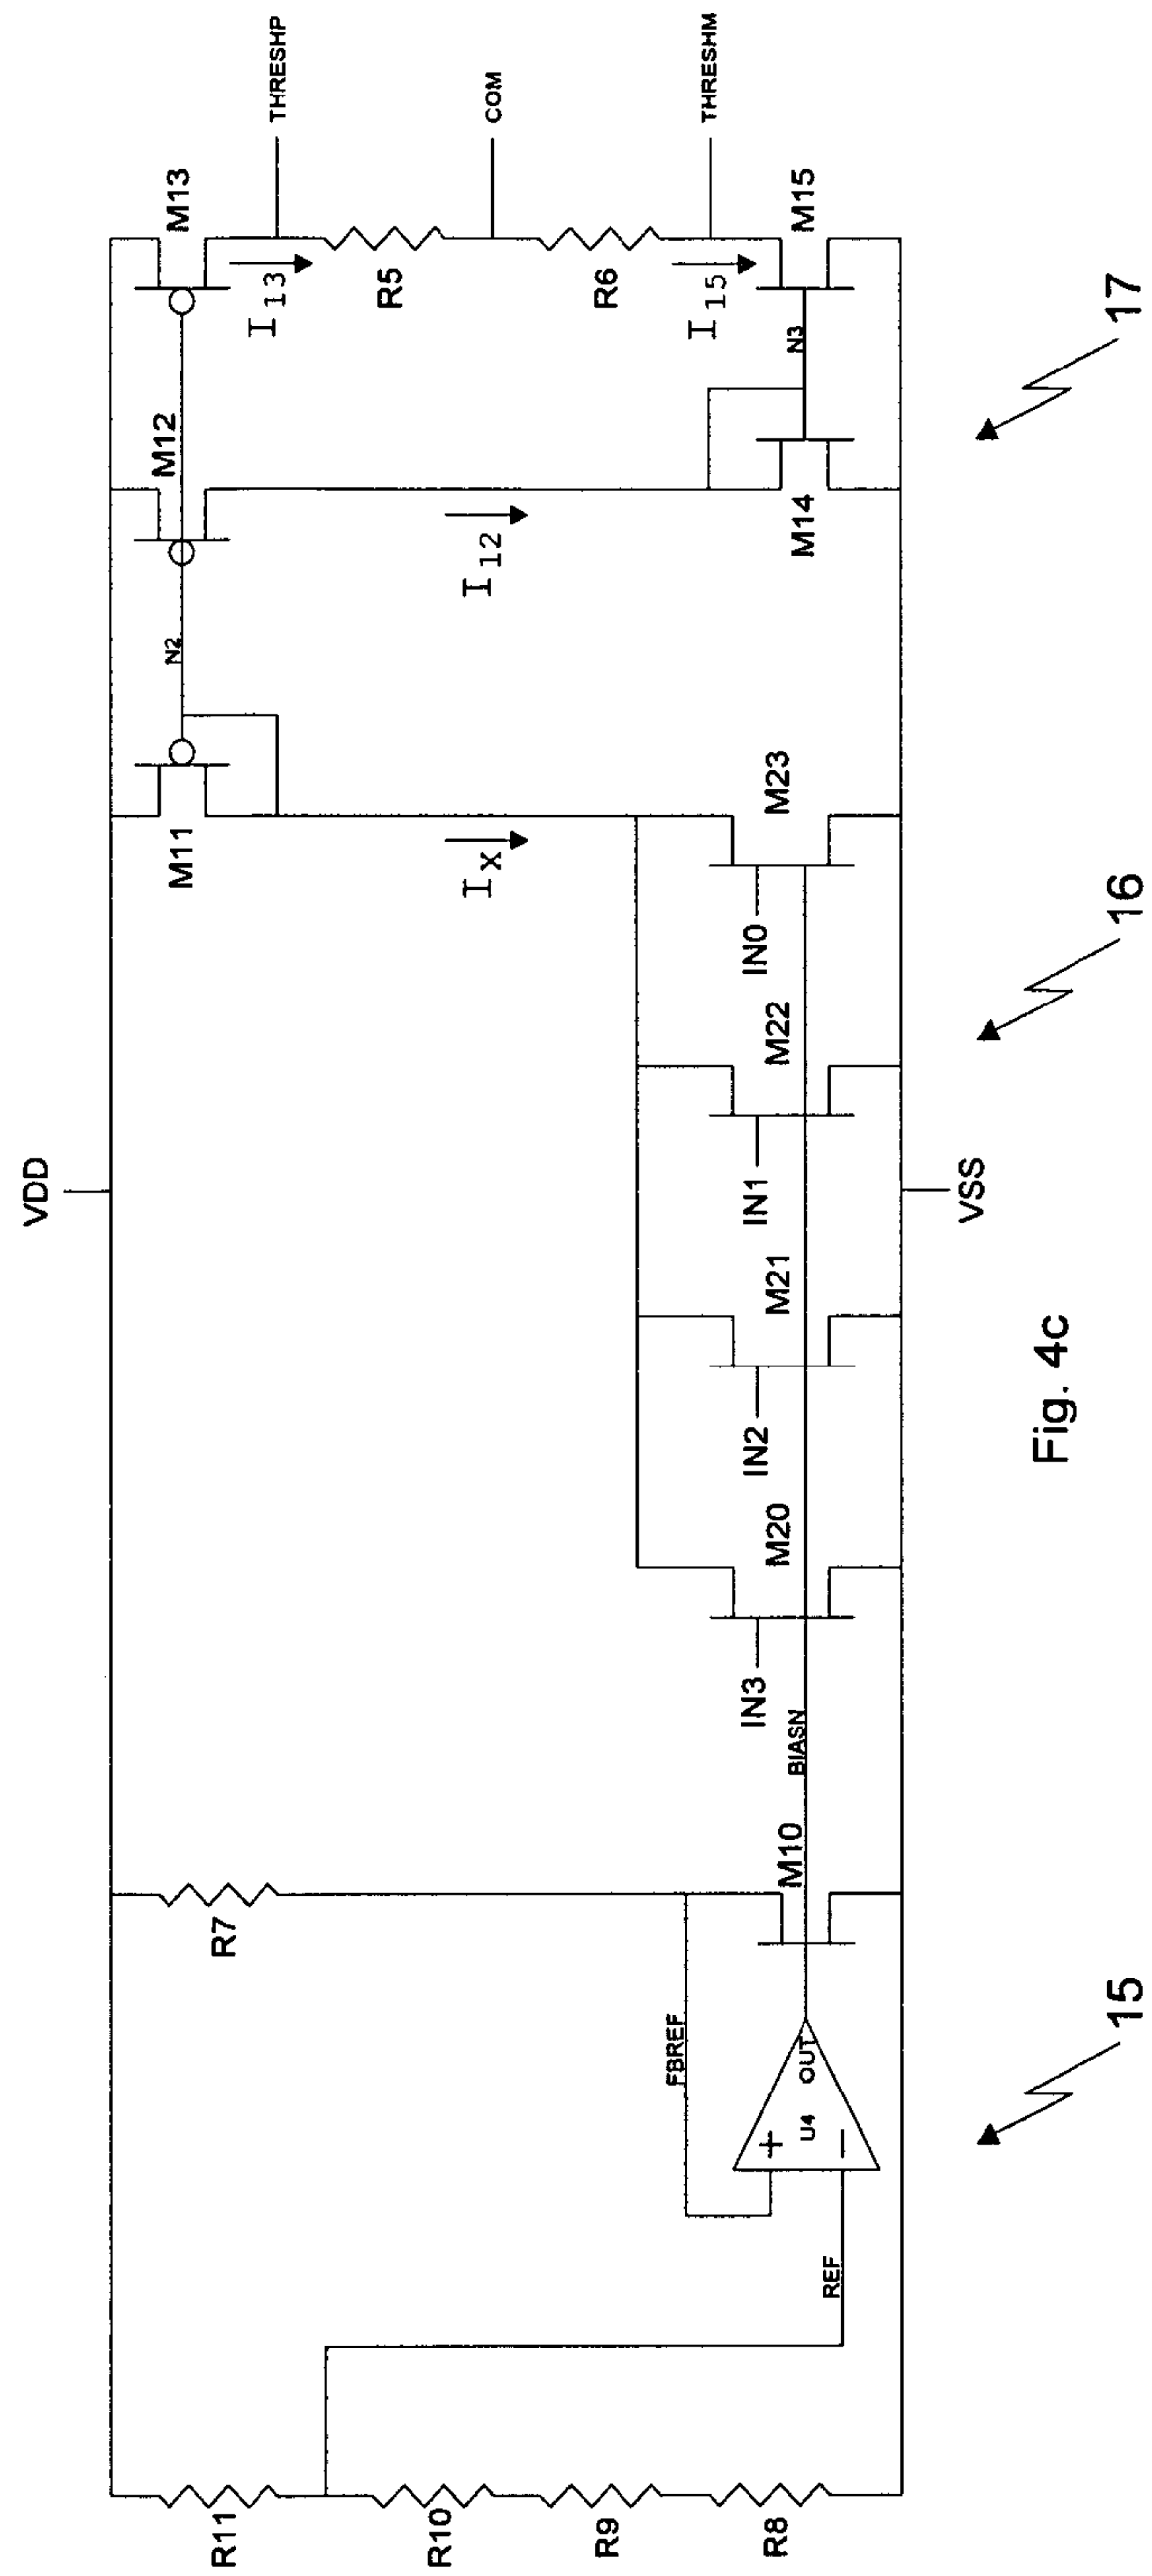 VDD
R11
R10
R9
R8
REF
FBREF
+
−
U4
OUT
R7
M10
BIASN
IN3
M20
IN2
M21
IN1
M22
IN0
M23
M11
IX
N2
M12
I12
M14
M13
THRESHP
I13
R5
COM
R6
THRESHM
I15
N3
M15
VSS
15
16
17
Fig. 4c